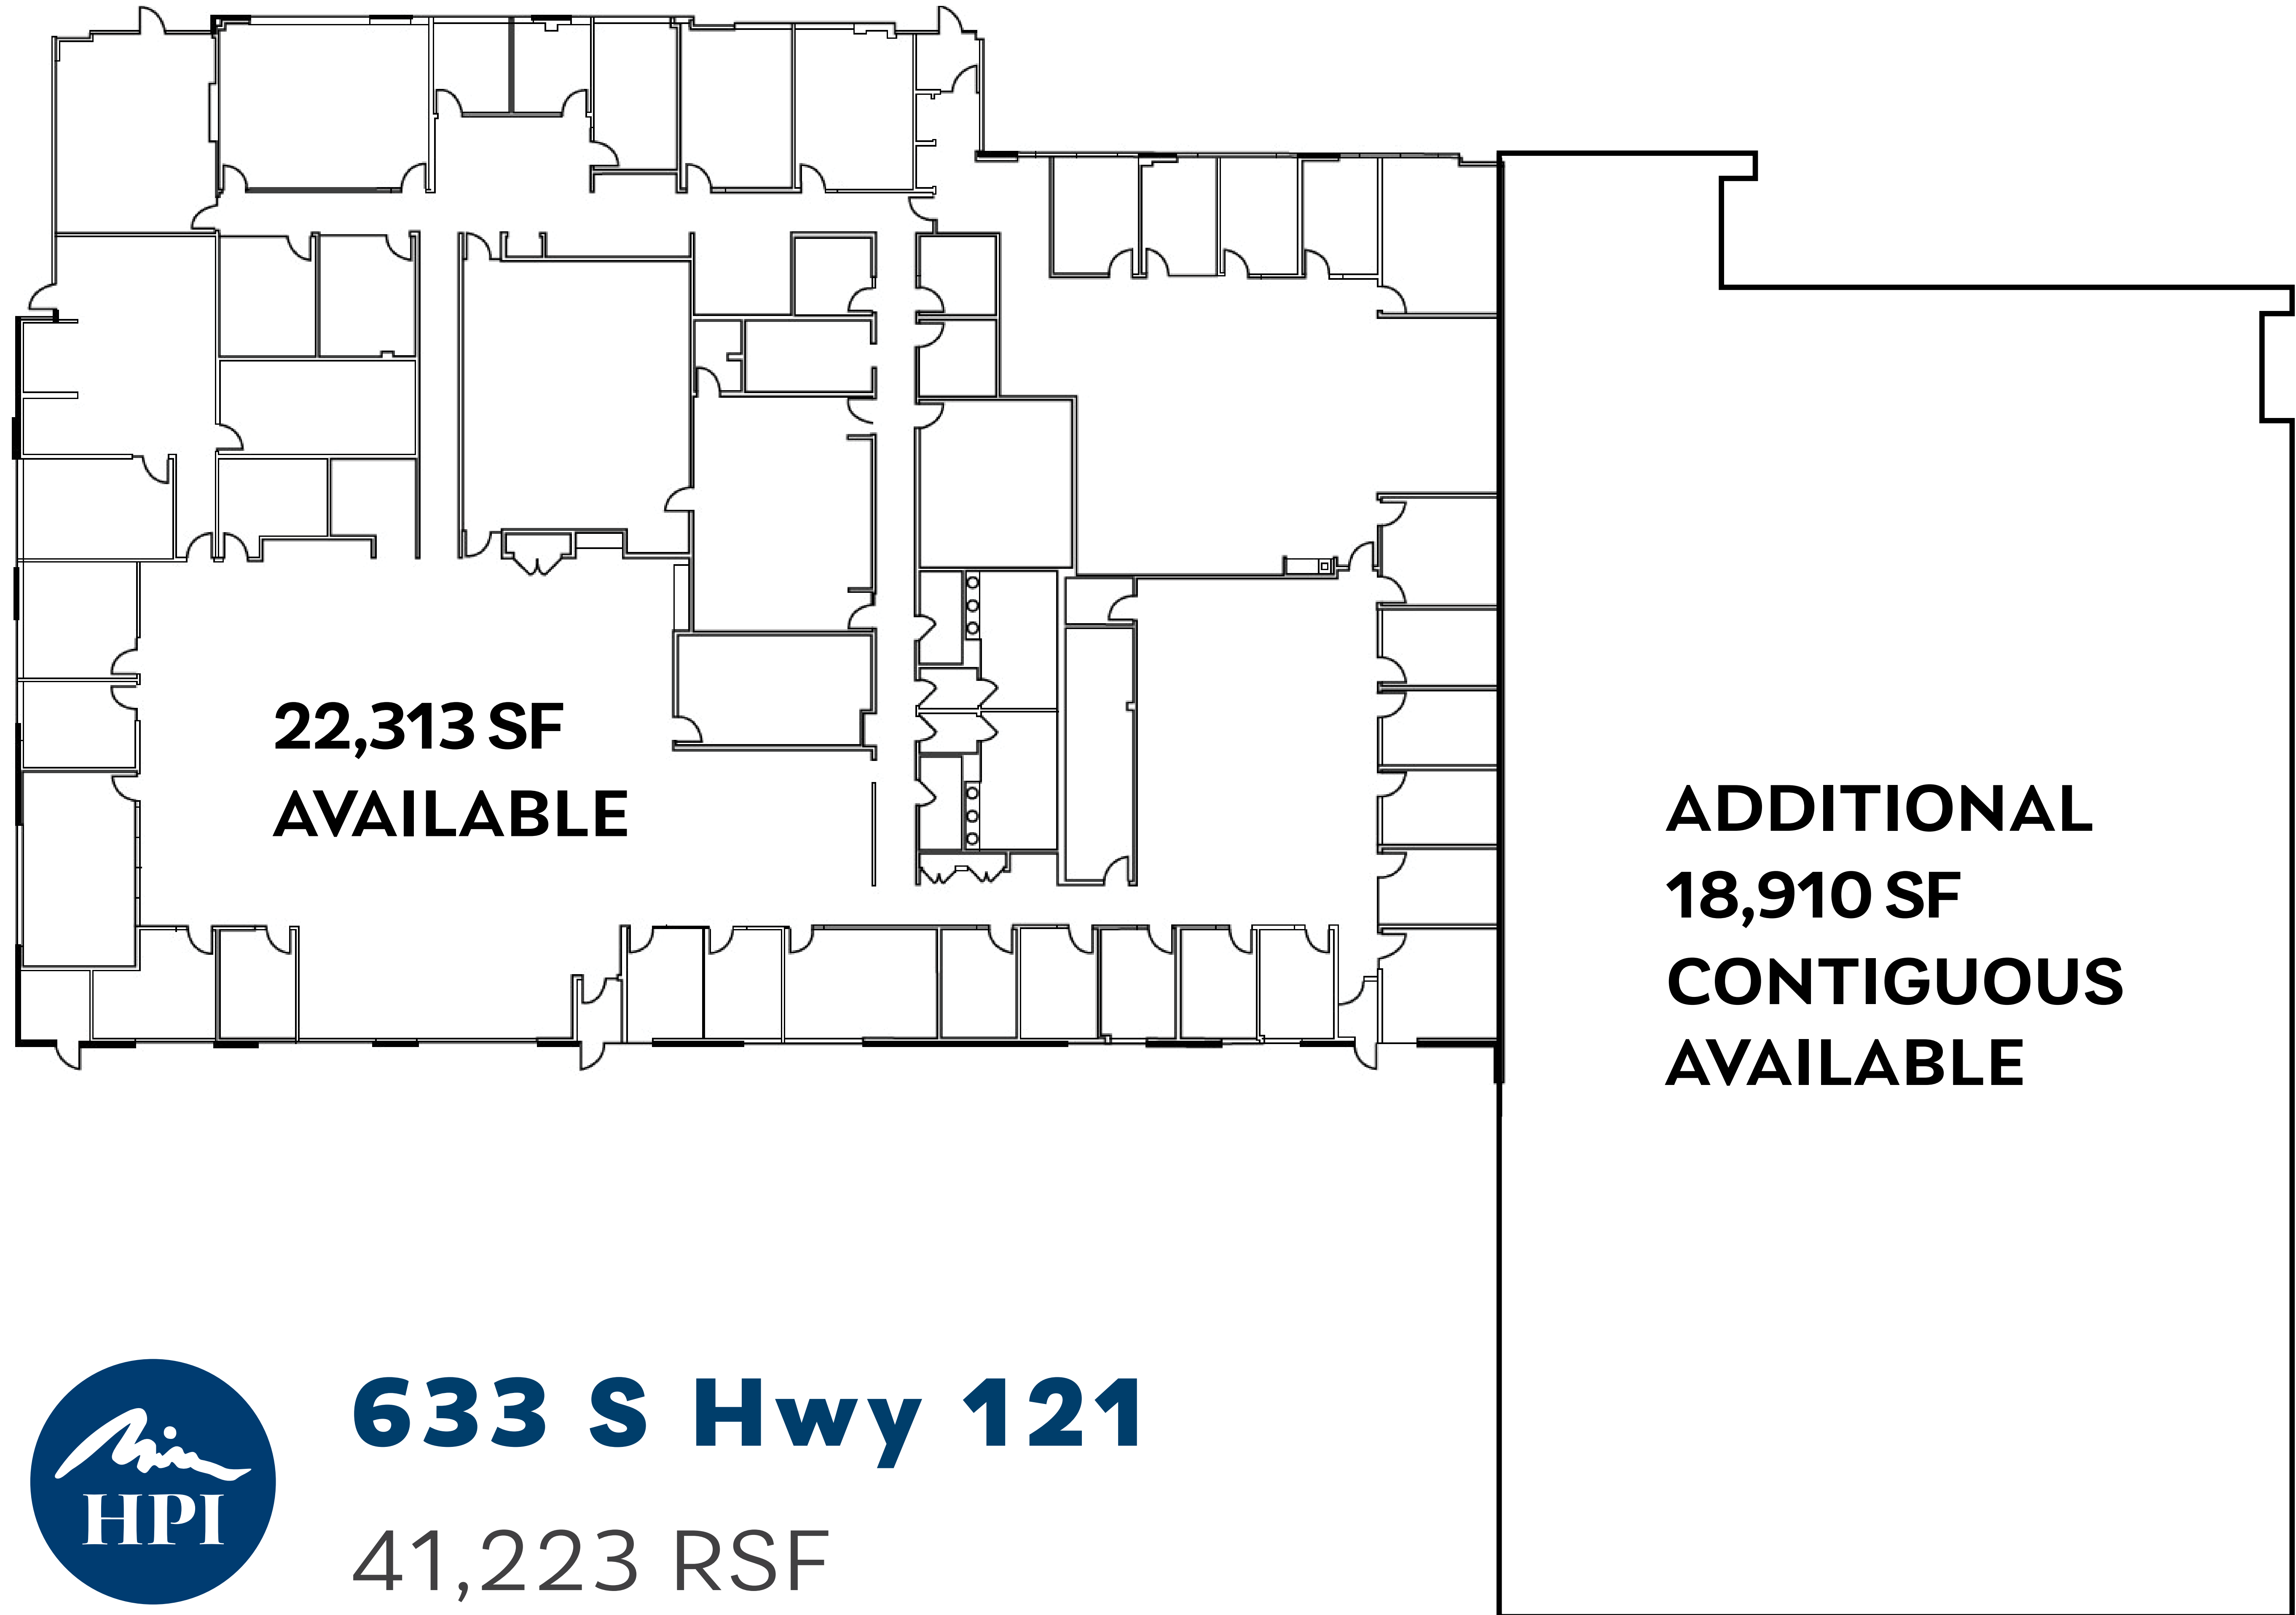 22,313 SF
AVAILABLE
ADDITIONAL
18,910 SF
CONTIGUOUS
AVAILABLE
HPI
633 S Hwy 121
41,223 RSF